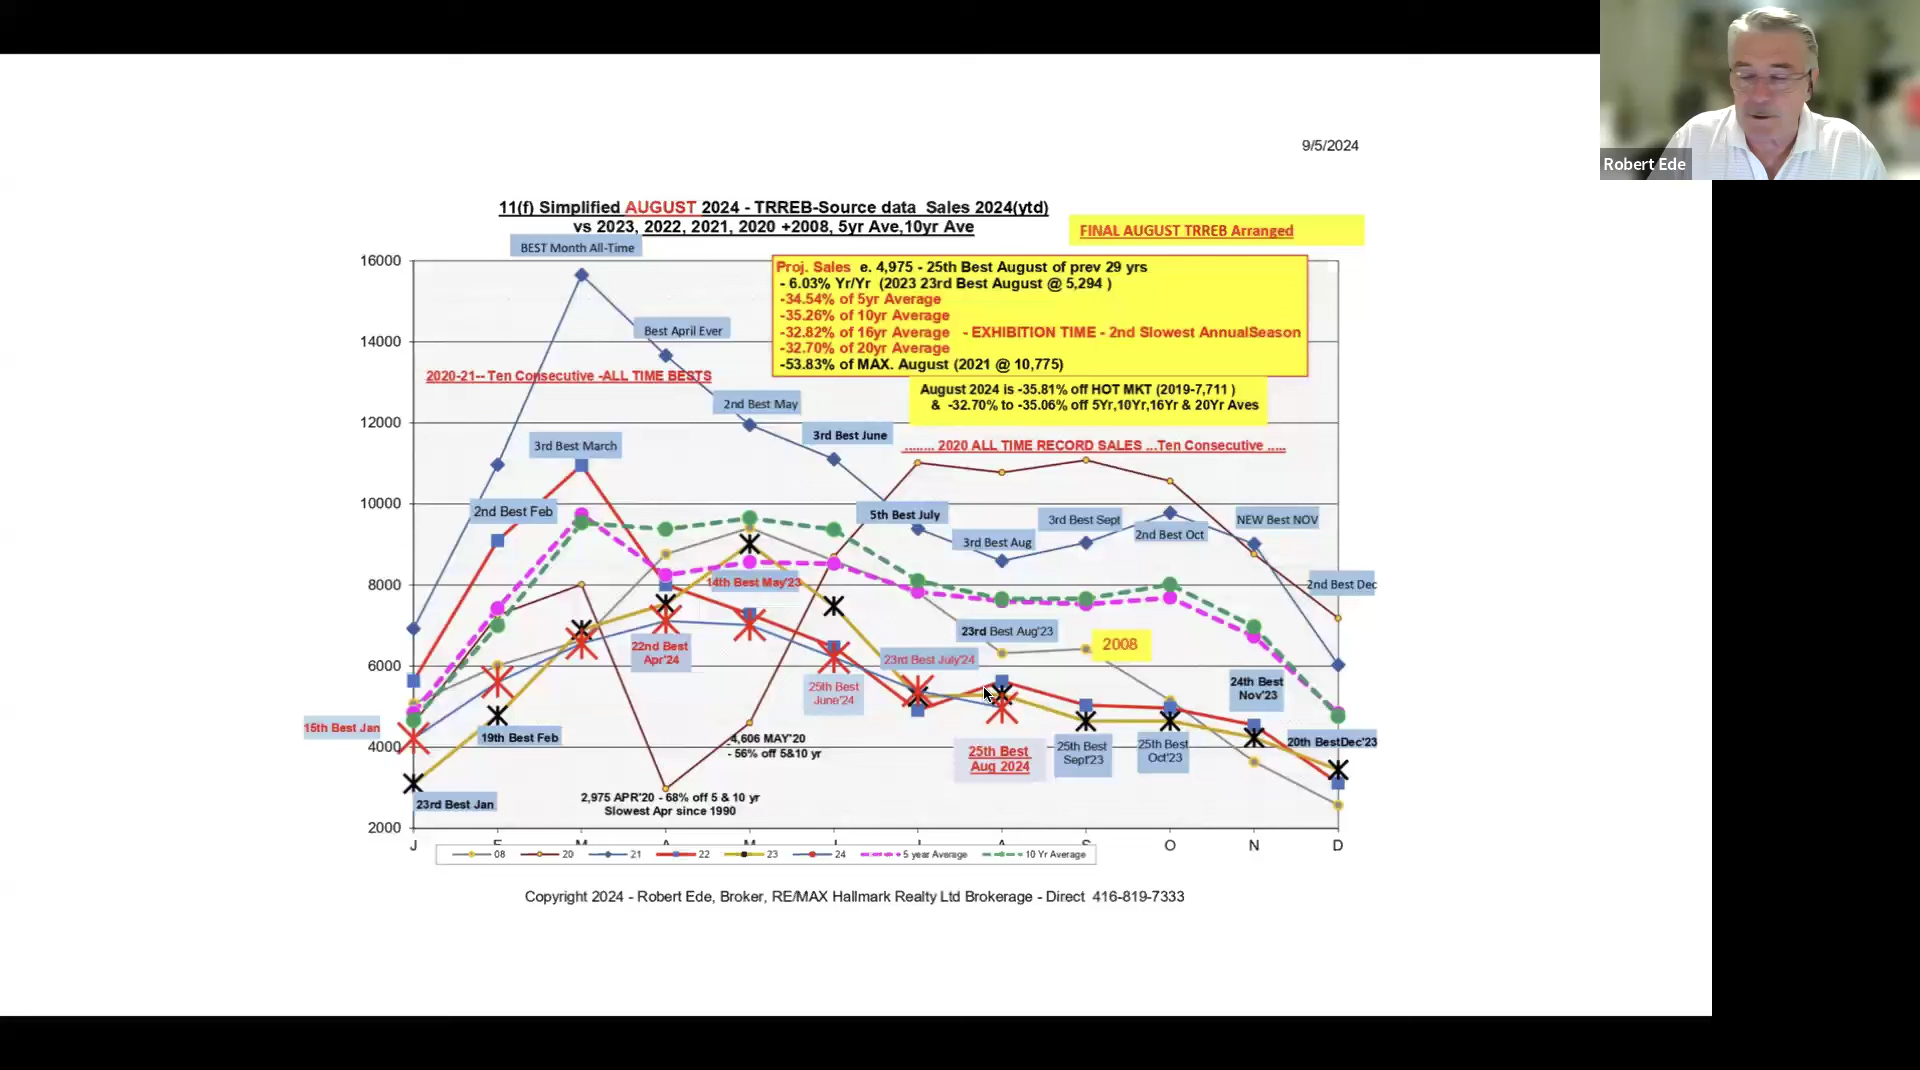 Robert Ede
9/5/2024
11(f) Simplified AUGUST 2024 - TRREB-Source data Sales 2024(ytd)
vs 2023, 2022, 2021, 2020 +2008, 5yr Ave,10yr Ave
FINAL AUGUST TRREB Arranged
BEST Month All-Time
Proj. Sales e. 4,975 - 25th Best August of prev 29 yrs
- 6.03% Yr/Yr (2023 23rd Best August @ 5,294 )
-34.54% of 5yr Average
-35.26% of 10yr Average
-32.82% of 16yr Average - EXHIBITION TIME - 2nd Slowest AnnualSeason
-32.70% of 20yr Average
-53.83% of MAX. August (2021 @ 10,775)
August 2024 is -35.81% off HOT MKT (2019-7,711 )
& -32.70% to -35.06% off 5Yr,10Yr,16Yr & 20Yr Aves
Best April Ever
2020-21-- Ten Consecutive -ALL TIME BESTS
2nd Best May
3rd Best June
3rd Best March
........ 2020 ALL TIME RECORD SALES ...Ten Consecutive .....
2nd Best Feb
5th Best July
3rd Best Aug
3rd Best Sept
2nd Best Oct
NEW Best NOV
2nd Best Dec
14th Best May'23
23rd Best Aug'23
2008
22nd Best
Apr'24
23rd Best July'24
25th Best
June'24
24th Best
Nov'23
15th Best Jan
19th Best Feb
4,606 MAY'20
- 56% off 5&10 yr
25th Best
Aug 2024
25th Best
Sept'23
25th Best
Oct'23
20th BestDec'23
23rd Best Jan
2,975 APR'20 - 68% off 5 & 10 yr
Slowest Apr since 1990
16000
14000
12000
10000
8000
6000
4000
2000
J F M A M J J A S O N D
08 20 21 22 23 24 5 year Average 10 Yr Average
Copyright 2024 - Robert Ede, Broker, RE/MAX Hallmark Realty Ltd Brokerage - Direct 416-819-7333